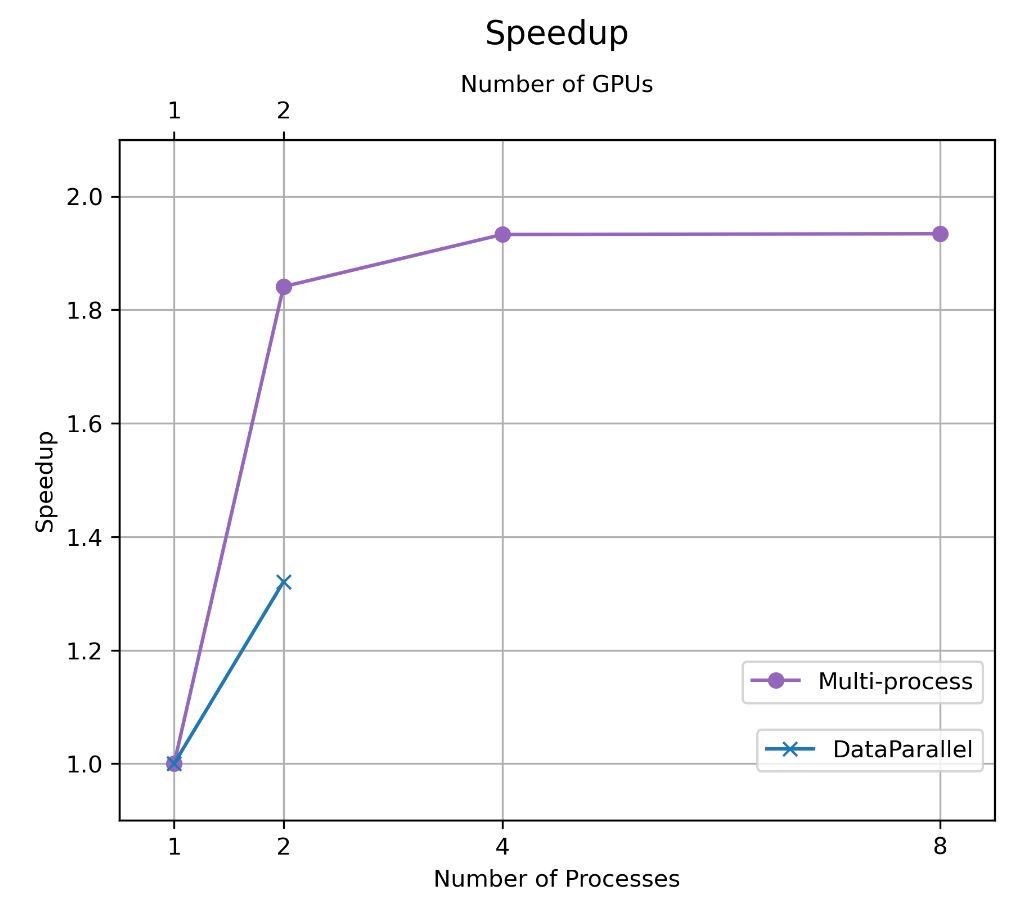 Speedup
Number of GPUs
1 2
2.0
1.8
1.6
1.4
1.2
1.0
Speedup
Multi-process
DataParallel
1 2 4 8
Number of Processes